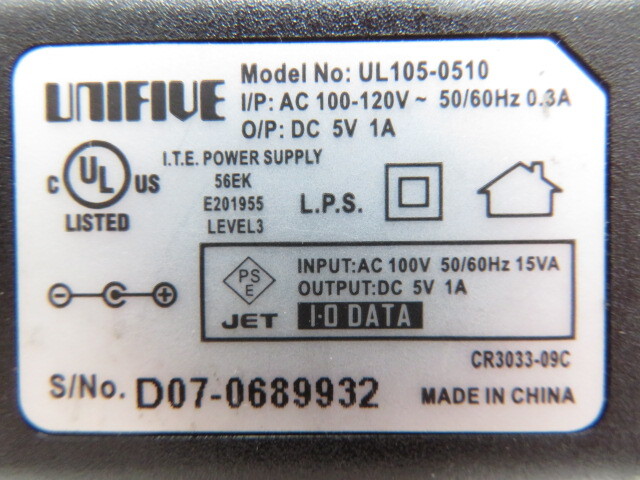 UNIFIVE
Model No: UL105-0510
I/P: AC 100-120V ~ 50/60Hz 0.3A
O/P: DC 5V 1A
C UL US
LISTED
I.T.E. POWER SUPPLY
56EK
E201955
LEVEL3
L.P.S.
PS
E
JET
INPUT:AC 100V 50/60Hz 15VA
OUTPUT:DC 5V 1A
I-O DATA
CR3033-09C
S/No. D07-0689932
MADE IN CHINA